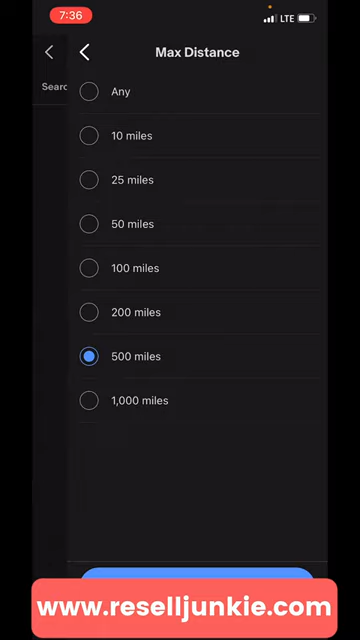 7:36
LTE
Max Distance
Searc
Any
10 miles
25 miles
50 miles
100 miles
200 miles
500 miles
1,000 miles
www.reselljunkie.com